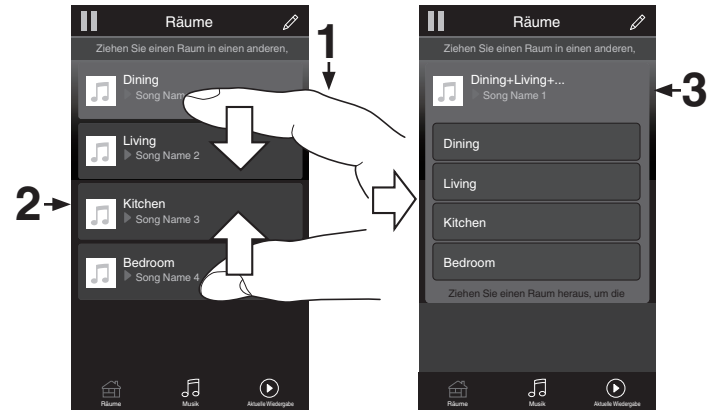 Räume
Ziehen Sie einen Raum in einen anderen,
1
Dining
Song Nam
Living
Song Name 2
2
Kitchen
Song Name 3
Bedroom
Song Name 4
Räume
Musik
Aktuelle Wiedergabe
Räume
Ziehen Sie einen Raum in einen anderen,
Dining+Living+...
Song Name 1
3
Dining
Living
Kitchen
Bedroom
Ziehen Sie einen Raum heraus, um die
Räume
Musik
Aktuelle Wiedergabe